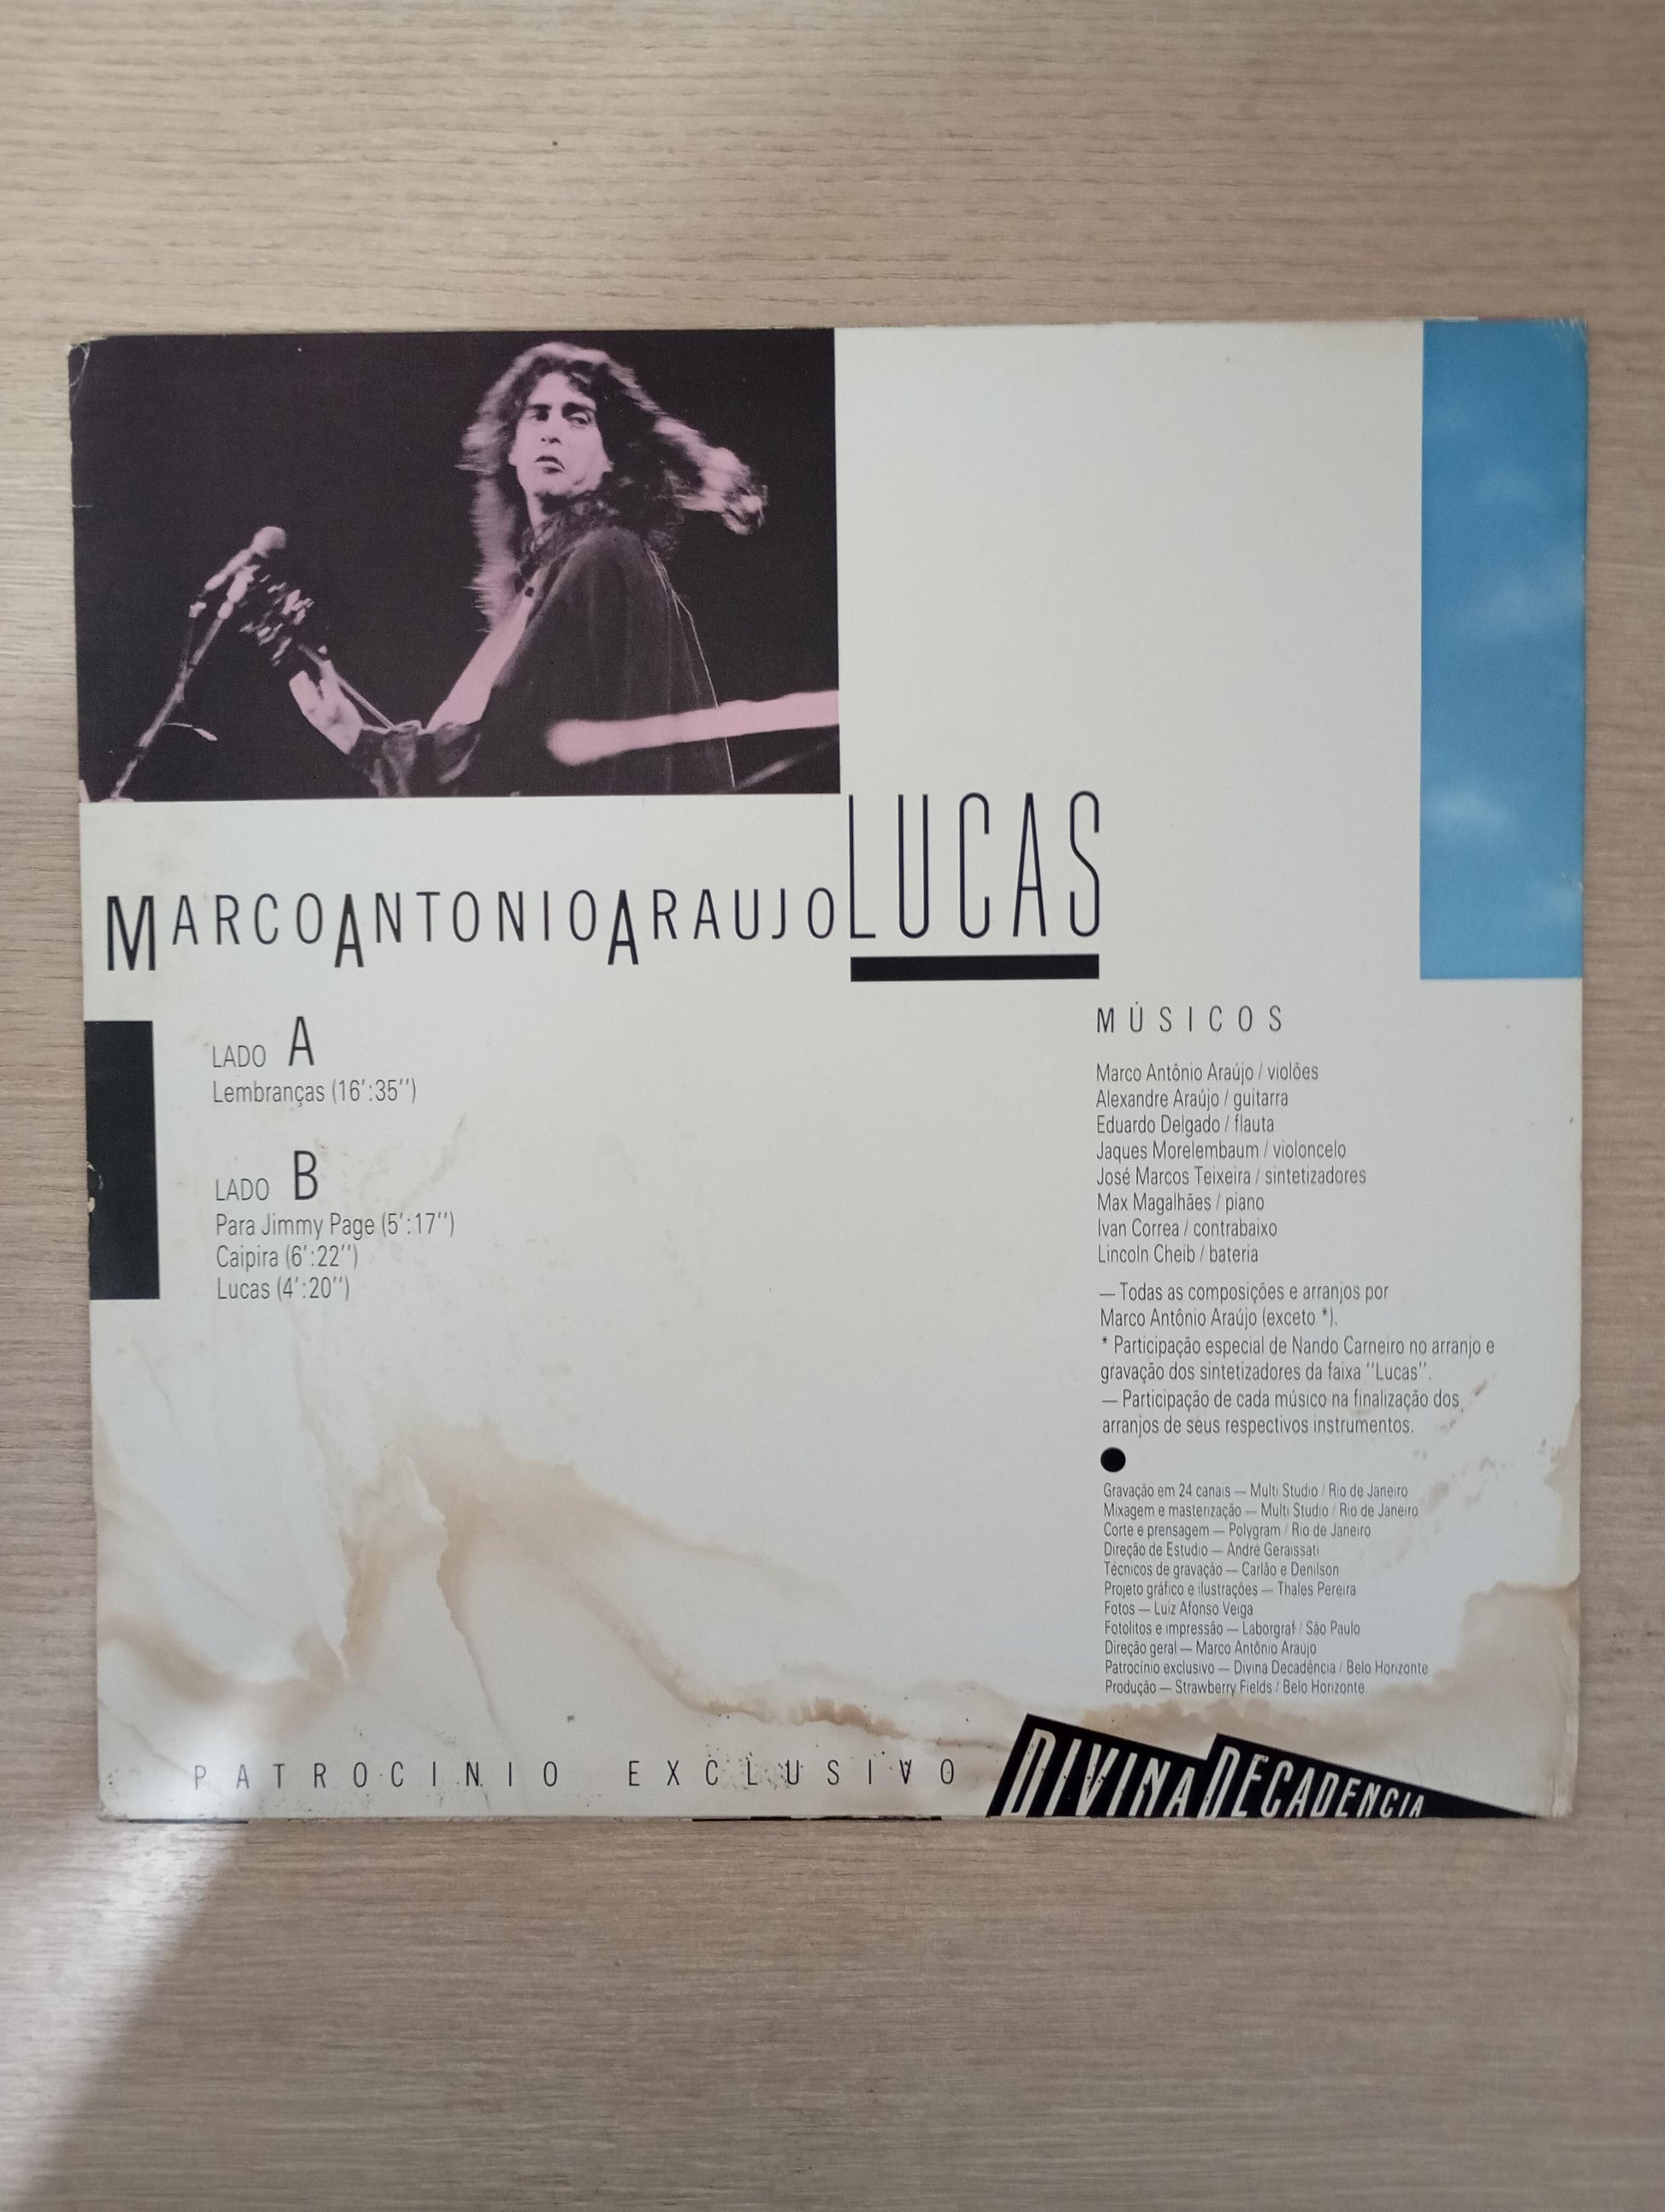 MARCO ANTONIO ARAUJO LUCAS
LADO A
Lembranças (16':35'')
LADO B
Para Jimmy Page (5':17'')
Caipira (6':22'')
Lucas (4':20'')
MÚSICOS
Marco Antônio Araújo / violões
Alexandre Araújo / guitarra
Eduardo Delgado / flauta
Jaques Morelembaum / violoncelo
José Marcos Teixeira / sintetizadores
Max Magalhães / piano
Ivan Correa / contrabaixo
Lincoln Cheib / bateria
— Todas as composições e arranjos por
Marco Antônio Araújo (exceto *).
* Participação especial de Nando Carneiro no arranjo e
gravação dos sintetizadores da faixa ''Lucas''.
— Participação de cada músico na finalização dos
arranjos de seus respectivos instrumentos.
Gravação em 24 canais — Multi Studio / Rio de Janeiro
Mixagem e masterização — Multi Studio / Rio de Janeiro
Corte e prensagem — Polygram / Rio de Janeiro
Direção de Estudio — André Geraissati
Técnicos de gravação — Carlão e Denilson
Projeto gráfico e ilustrações — Thales Pereira
Fotos — Luiz Afonso Veiga
Fotolitos e impressão — Laborgraf / São Paulo
Direção geral — Marco Antônio Araújo
Patrocínio exclusivo — Divina Decadência / Belo Horizonte
Produção — Strawberry Fields / Belo Horizonte
PATROCINIO EXCLUSIVO
DIVINA DECADENCIA